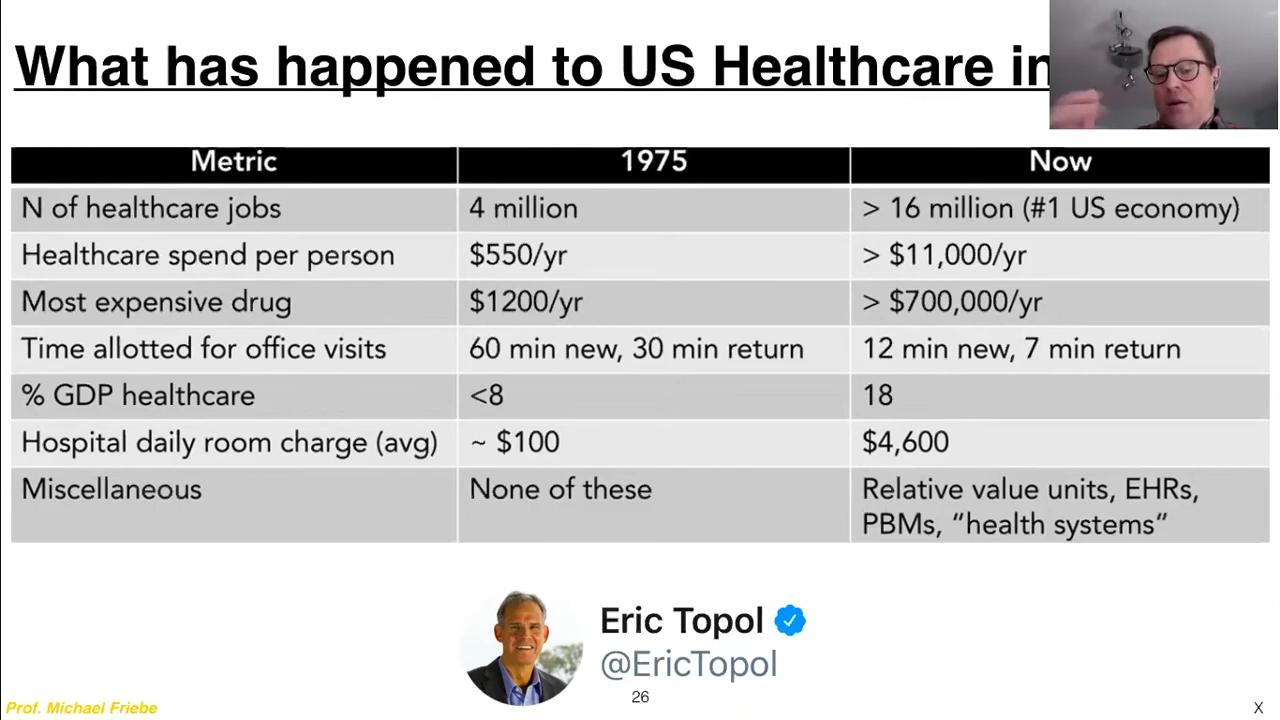 What has happened to US Healthcare in
Metric 1975 Now
N of healthcare jobs 4 million > 16 million (#1 US economy)
Healthcare spend per person $550/yr > $11,000/yr
Most expensive drug $1200/yr > $700,000/yr
Time allotted for office visits 60 min new, 30 min return 12 min new, 7 min return
% GDP healthcare <8 18
Hospital daily room charge (avg) ~ $100 $4,600
Miscellaneous None of these Relative value units, EHRs,
PBMs, “health systems”
Eric Topol
@EricTopol
26
Prof. Michael Friebe
X